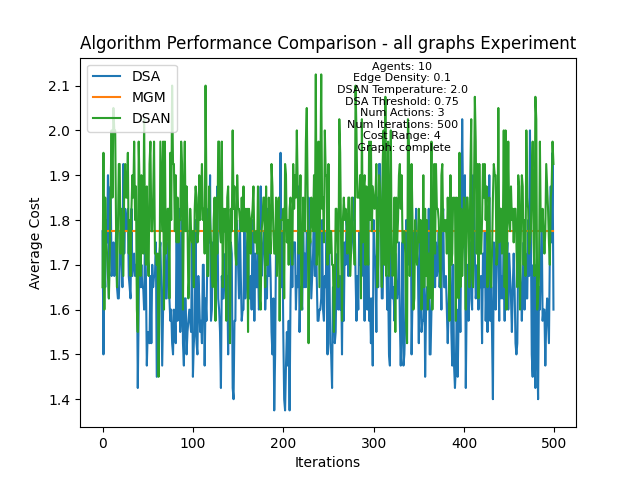 Algorithm Performance Comparison - all graphs Experiment
DSA
MGM
DSAN
Agents: 10
Edge Density: 0.1
DSAN Temperature: 2.0
DSA Threshold: 0.75
Num Actions: 3
Num Iterations: 500
Cost Range: 4
Graph: complete
Average Cost
2.1
2.0
1.9
1.8
1.7
1.6
1.5
1.4
0 100 200 300 400 500
Iterations